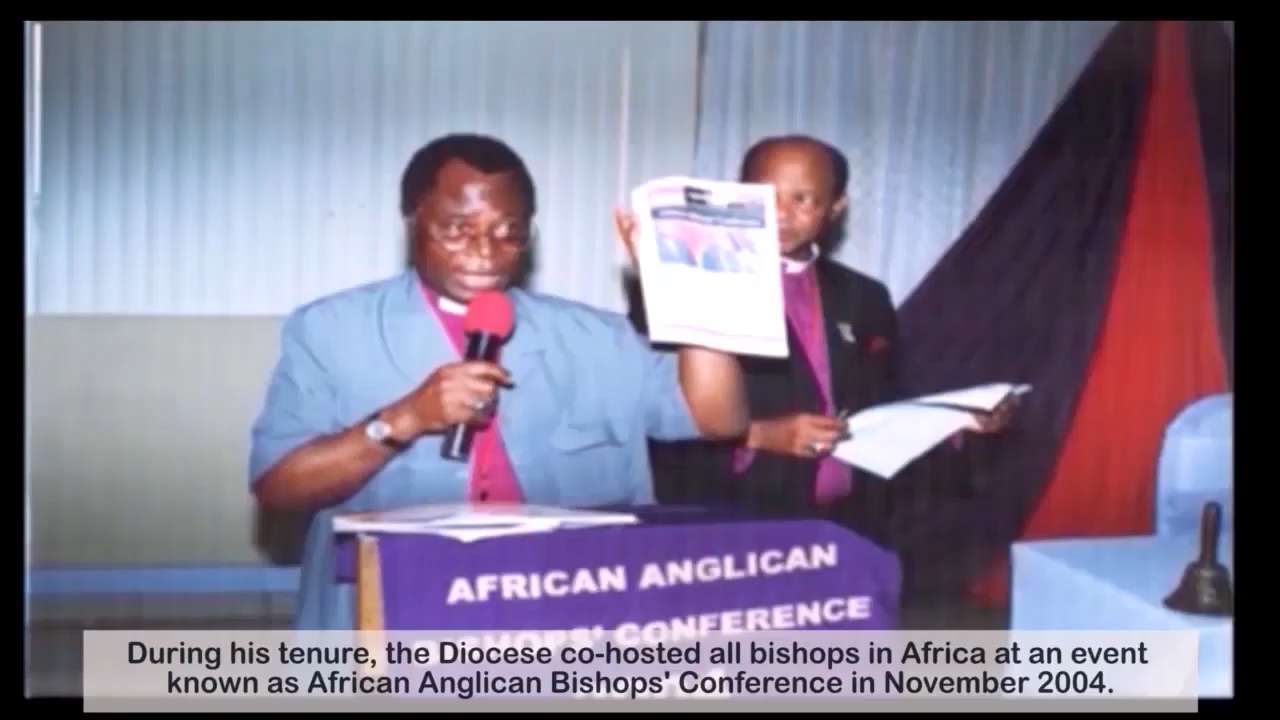 AFRICAN ANGLICAN
BISHOPS' CONFERENCE
During his tenure, the Diocese co-hosted all bishops in Africa at an event
known as African Anglican Bishops' Conference in November 2004.